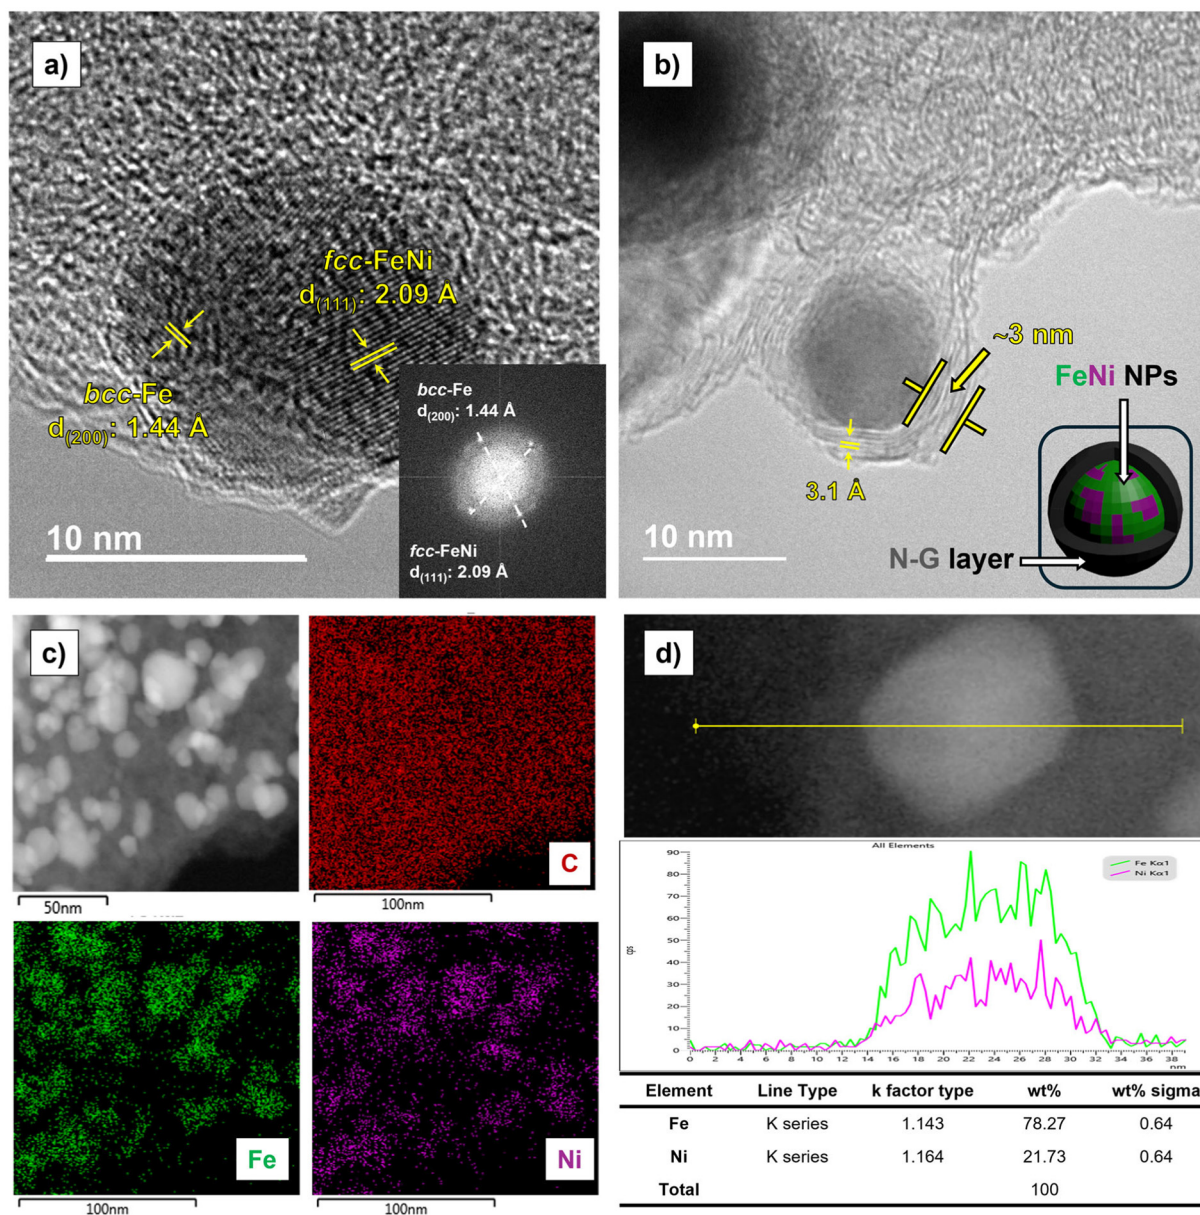 a)
fcc-FeNi
d(111): 2.09 Å
bcc-Fe
d(200): 1.44 Å
10 nm
bcc-Fe
d(200): 1.44 Å
fcc-FeNi
d(111): 2.09 Å
b)
~3 nm
3.1 Å
10 nm
FeNi NPs
N-G layer
c)
50nm
C
100nm
Fe
100nm
Ni
100nm
d)
All Elements
Fe Kα1
Ni Kα1
cps
90
80
70
60
50
40
30
20
10
0
0 2 4 6 8 10 12 14 16 18 20 22 24 26 28 30 32 34 36 38
nm
Element Line Type k factor type wt% wt% sigma
Fe K series 1.143 78.27 0.64
Ni K series 1.164 21.73 0.64
Total 100